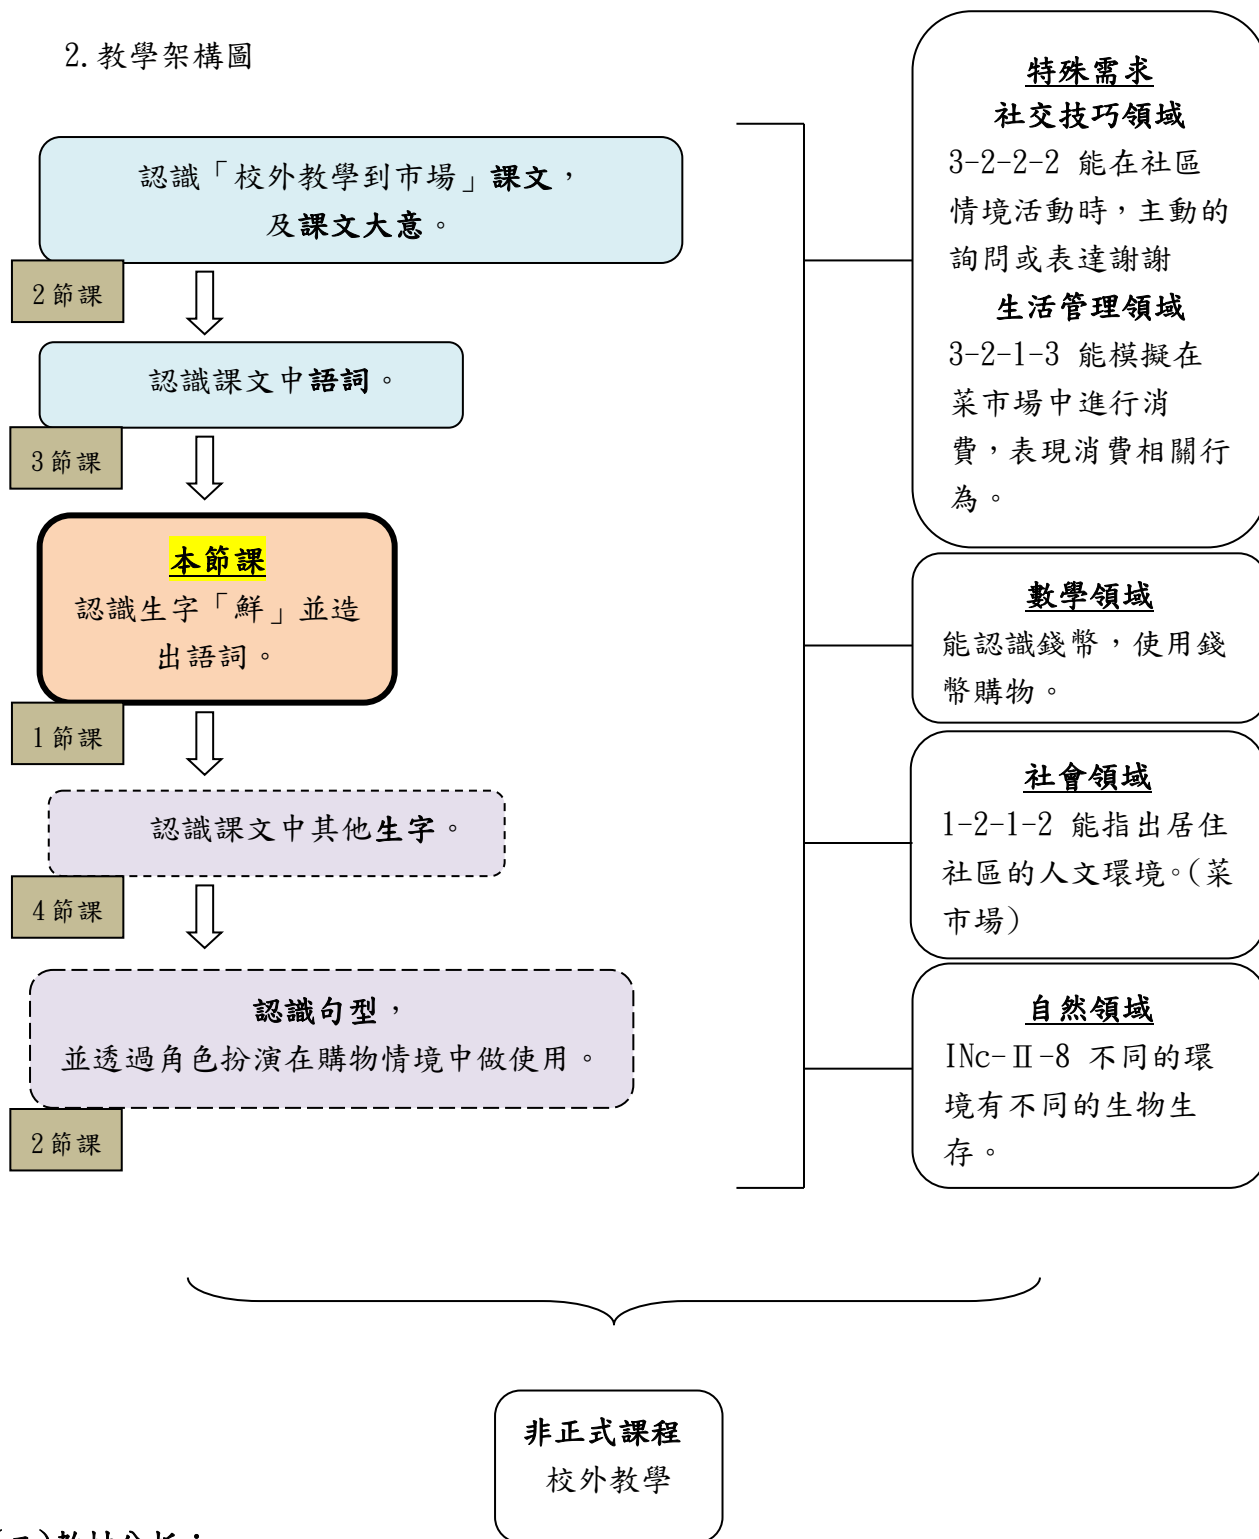 2.教學架構圖
認識「校外教學到市場」課文，
及課文大意。
2節課
認識課文中語詞。
3節課
本節課
認識生字「鮮」並造
出語詞。
1節課
認識課文中其他生字。
4節課
認識句型，
並透過角色扮演在購物情境中做使用。
2節課
特殊需求
社交技巧領域
3-2-2-2 能在社區
情境活動時，主動的
詢問或表達謝謝
生活管理領域
3-2-1-3 能模擬在
菜市場中進行消
費，表現消費相關行
為。
數學領域
能認識錢幣，使用錢
幣購物。
社會領域
1-2-1-2 能指出居住
社區的人文環境。(菜
市場)
自然領域
INc-Ⅱ-8 不同的環
境有不同的生物生
存。
非正式課程
校外教學